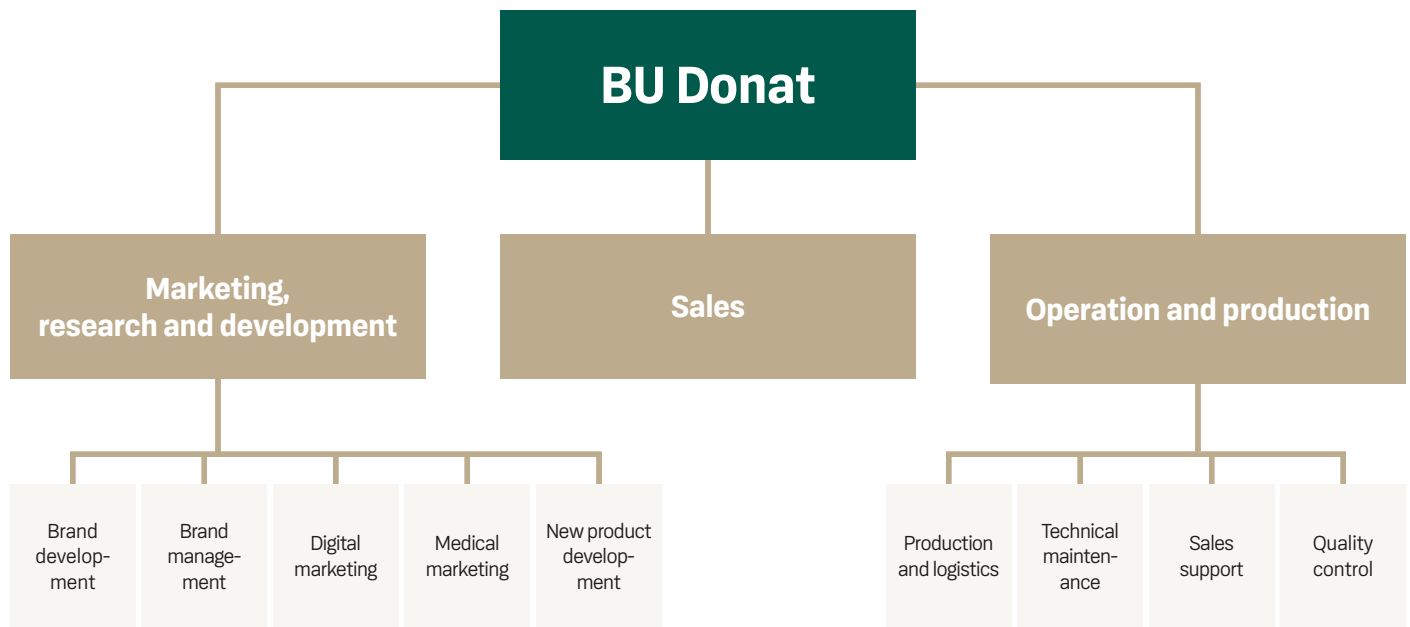 BU Donat
Marketing,
research and development
Sales
Operation and production
Brand
develop-
ment
Brand
manage-
ment
Digital
marketing
Medical
marketing
New product
develop-
ment
Production
and logistics
Technical
mainten-
ance
Sales
support
Quality
control